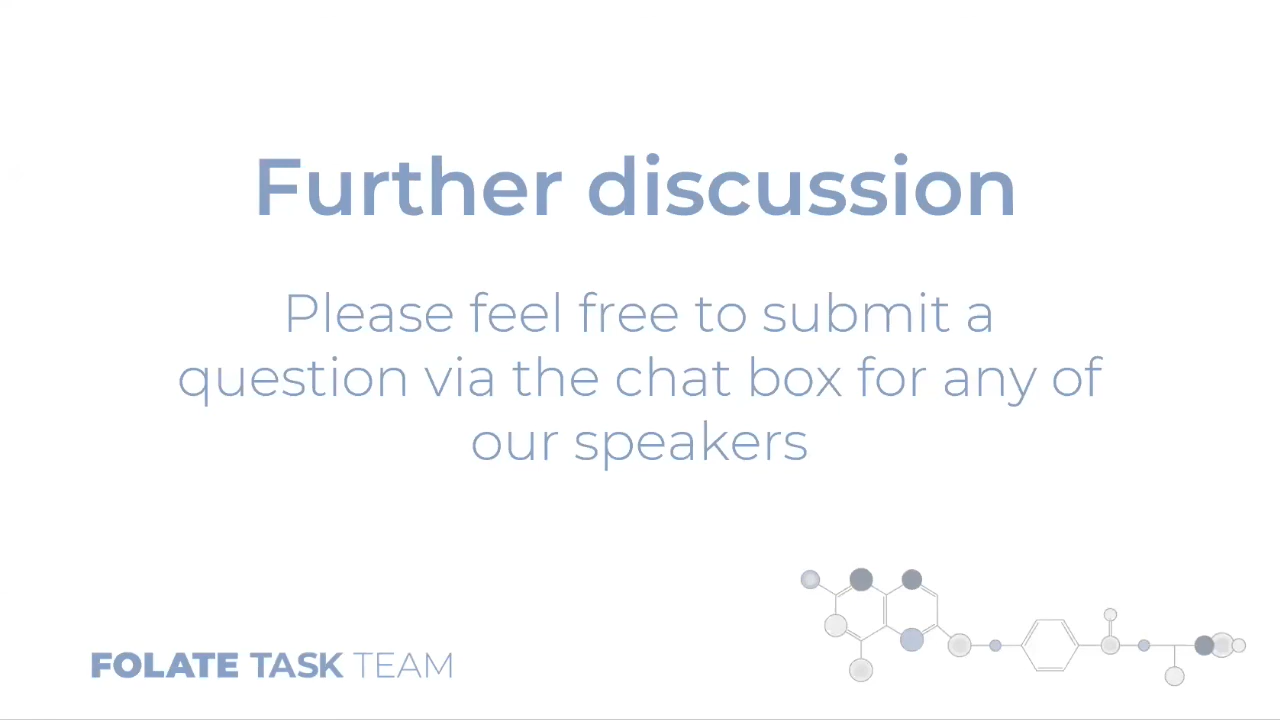 Further discussion
Please feel free to submit a
question via the chat box for any of
our speakers
FOLATE TASK TEAM